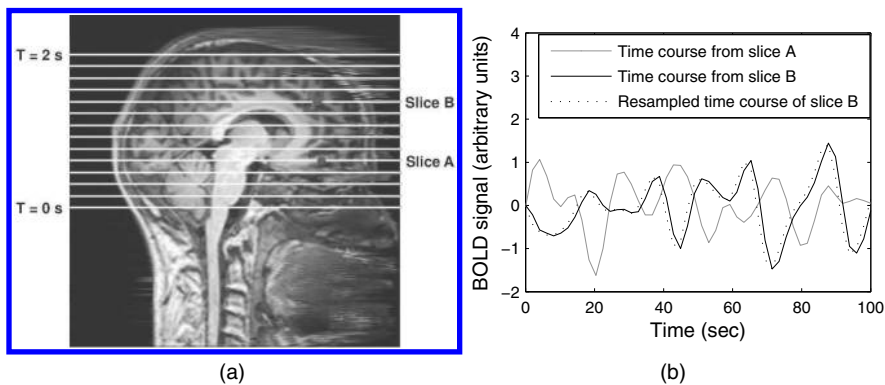 T = 2 s
Slice B
Slice A
T = 0 s
(a)
BOLD signal (arbitrary units)
4
3
2
1
0
−1
−2
Time course from slice A
Time course from slice B
Resampled time course of slice B
0 20 40 60 80 100
Time (sec)
(b)